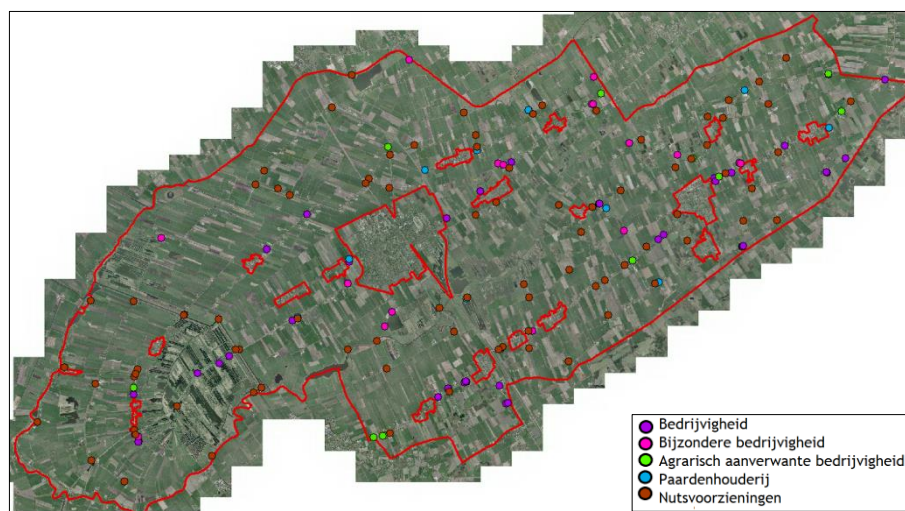 Bedrijvigheid
Bijzondere bedrijvigheid
Agrarisch aanverwante bedrijvigheid
Paardenhouderij
Nutsvoorzieningen